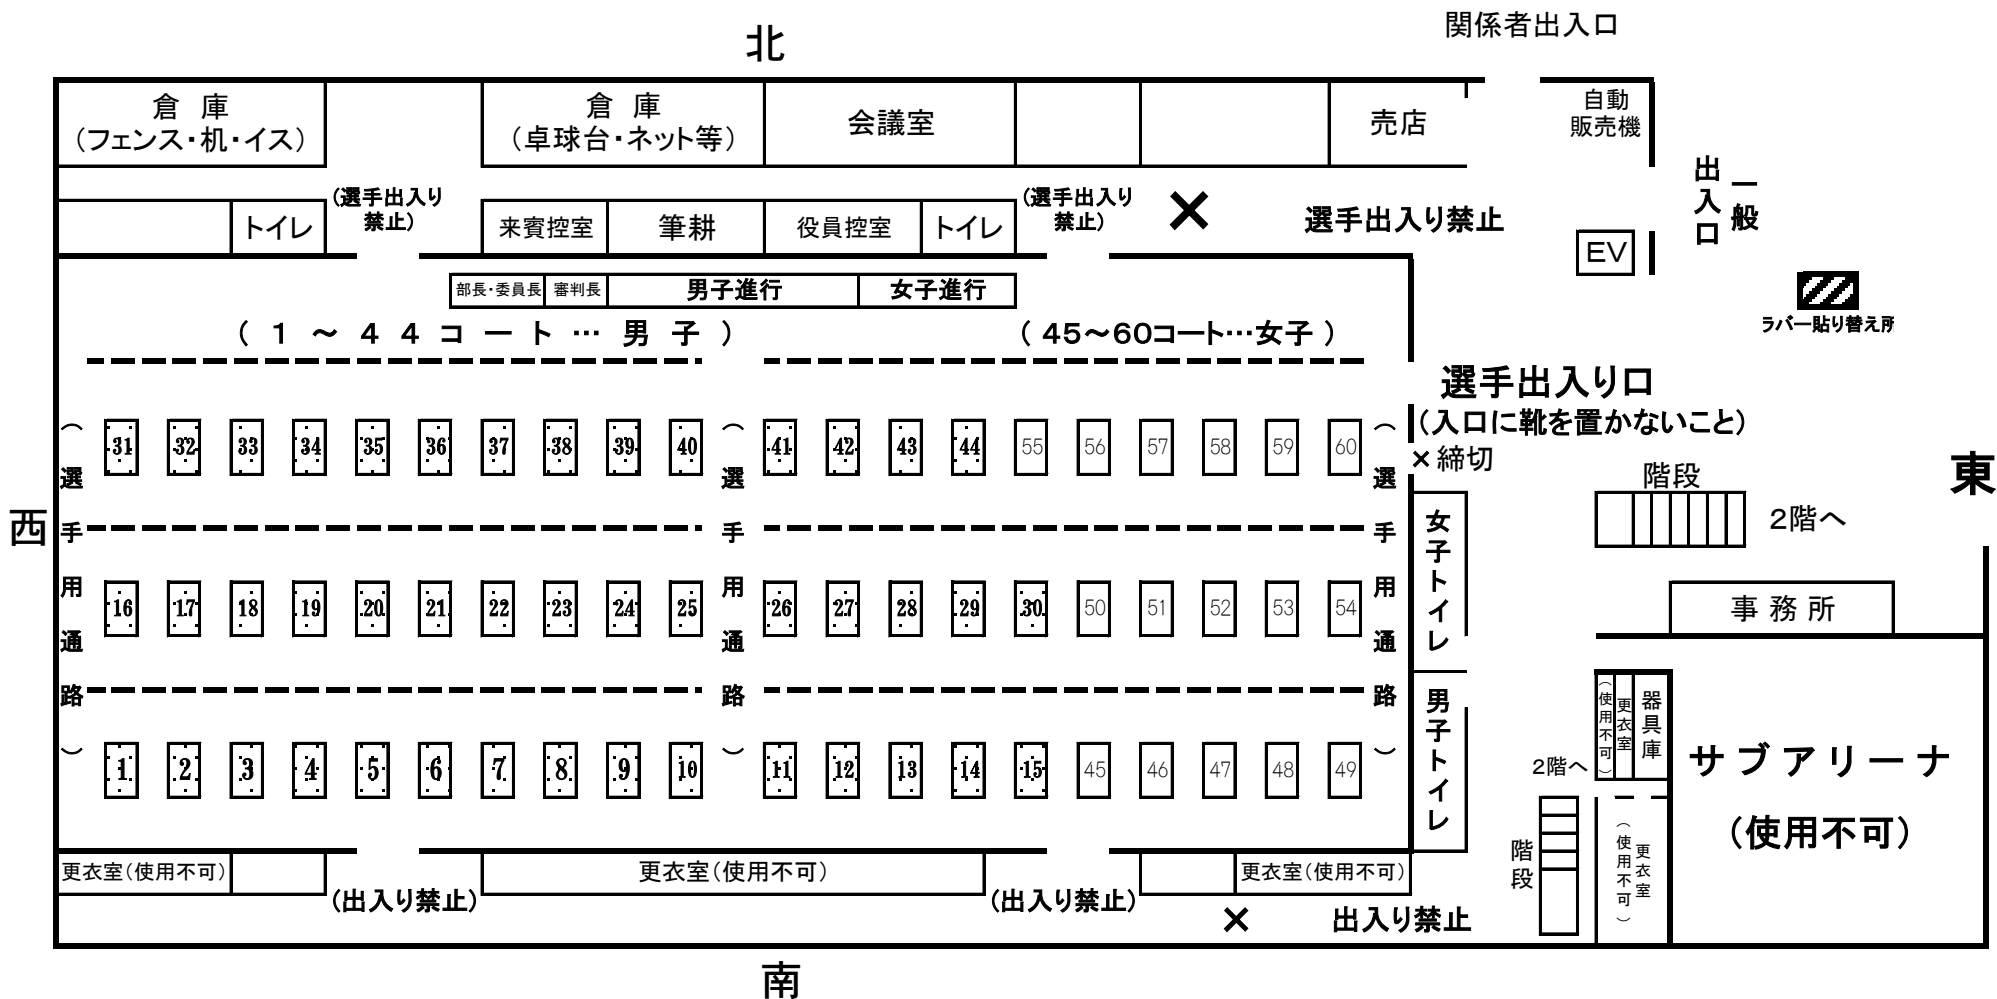 関係者出入口
北
倉 庫
（フェンス・机・イス）
倉 庫
（卓球台・ネット等）
会議室
売店
自動
販売機
一般
出入口
（選手出入り
禁止）
（選手出入り
禁止）
×
選手出入り禁止
トイレ
来賓控室
筆耕
役員控室
トイレ
EV
部長・委員長
審判長
男子進行
女子進行
ラバー貼り替え所
（１～４４コート…男子）
（45～60コート…女子）
選手出入り口
（入口に靴を置かないこと）
×締切
31 32 33 34 35 36 37 38 39 40 41 42 43 44 55 56 57 58 59 60
（選手用通路）
（選手用通路）
（選手用通路）
西
東
階段
2階へ
女子トイレ
16 17 18 19 20 21 22 23 24 25 26 27 28 29 30 50 51 52 53 54
事務所
男子トイレ
（使用不可）
更衣室
器具庫
サブアリーナ
（使用不可）
2階へ
1 2 3 4 5 6 7 8 9 10 11 12 13 14 15 45 46 47 48 49
階段
（使用不可）
更衣室
更衣室（使用不可）
更衣室（使用不可）
更衣室（使用不可）
（出入り禁止）
（出入り禁止）
×
出入り禁止
南